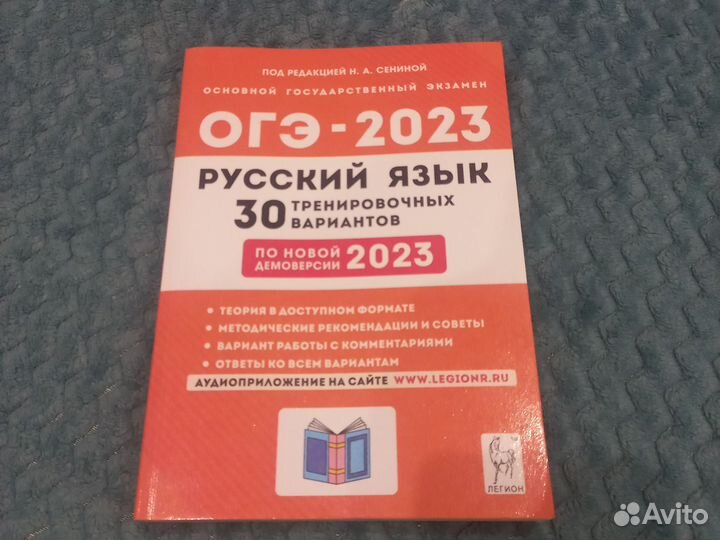 ПОД РЕДАКЦИЕЙ Н. А. СЕНИНОЙ
ОСНОВНОЙ ГОСУДАРСТВЕННЫЙ ЭКЗАМЕН
ОГЭ - 2023
РУССКИЙ ЯЗЫК
30 ТРЕНИРОВОЧНЫХ
ВАРИАНТОВ
ПО НОВОЙ
ДЕМОВЕРСИИ 2023
• ТЕОРИЯ В ДОСТУПНОМ ФОРМАТЕ
• МЕТОДИЧЕСКИЕ РЕКОМЕНДАЦИИ И СОВЕТЫ
• ВАРИАНТ РАБОТЫ С КОММЕНТАРИЯМИ
• ОТВЕТЫ КО ВСЕМ ВАРИАНТАМ
АУДИОПРИЛОЖЕНИЕ НА САЙТЕ WWW.LEGIONR.RU
ЛЕГИОН
Avito